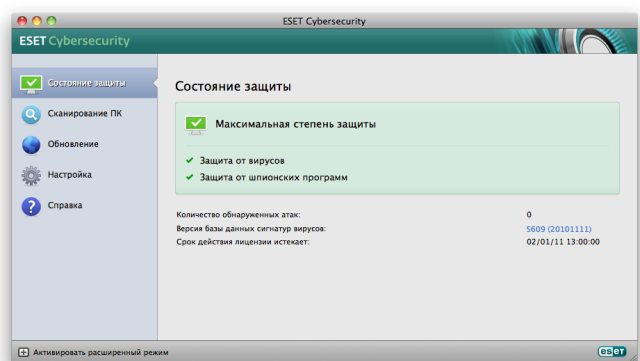 ESET Cybersecurity
ESET Cybersecurity
Состояние защиты
Сканирование ПК
Обновление
Настройка
Справка
Состояние защиты
Максимальная степень защиты
Защита от вирусов
Защита от шпионских программ
Количество обнаруженных атак: 0
Версия базы данных сигнатур вирусов: 5609 (20101111)
Срок действия лицензии истекает: 02/01/11 13:00:00
Активировать расширенный режим
eset